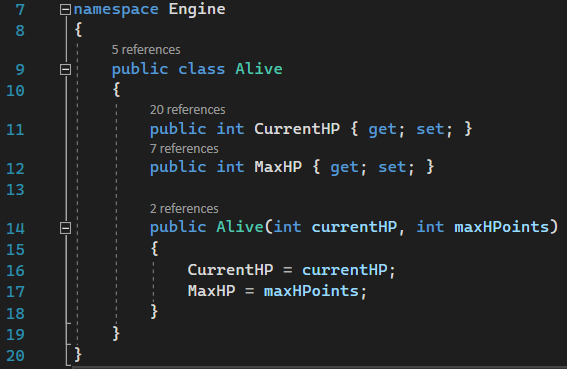 7 namespace Engine
8 {
5 references
9 public class Alive
10 {
20 references
11 public int CurrentHP { get; set; }
7 references
12 public int MaxHP { get; set; }
13
2 references
14 public Alive(int currentHP, int maxHPoints)
15 {
16 CurrentHP = currentHP;
17 MaxHP = maxHPoints;
18 }
19 }
20 }